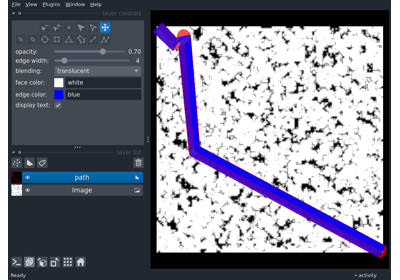 File View Plugins Window Help
layer controls
opacity: 0.70
edge width: 4
blending: translucent
face color: white
edge color: blue
display text:
layer list
path
Image
activity